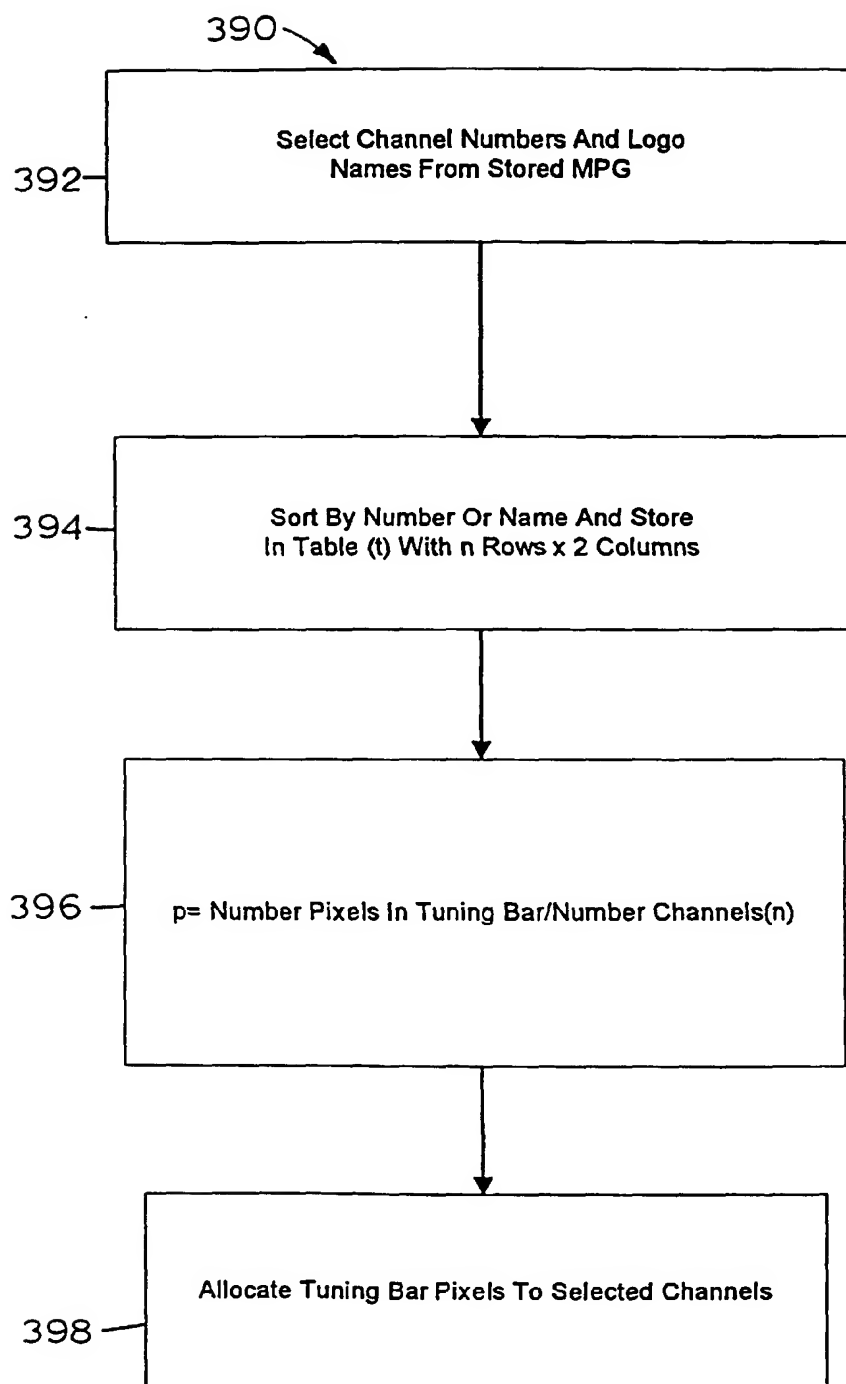 390
Select Channel Numbers And Logo
Names From Stored MPG
392
Sort By Number Or Name And Store
In Table (t) With n Rows x 2 Columns
394
p= Number Pixels In Tuning Bar/Number Channels(n)
396
Allocate Tuning Bar Pixels To Selected Channels
398